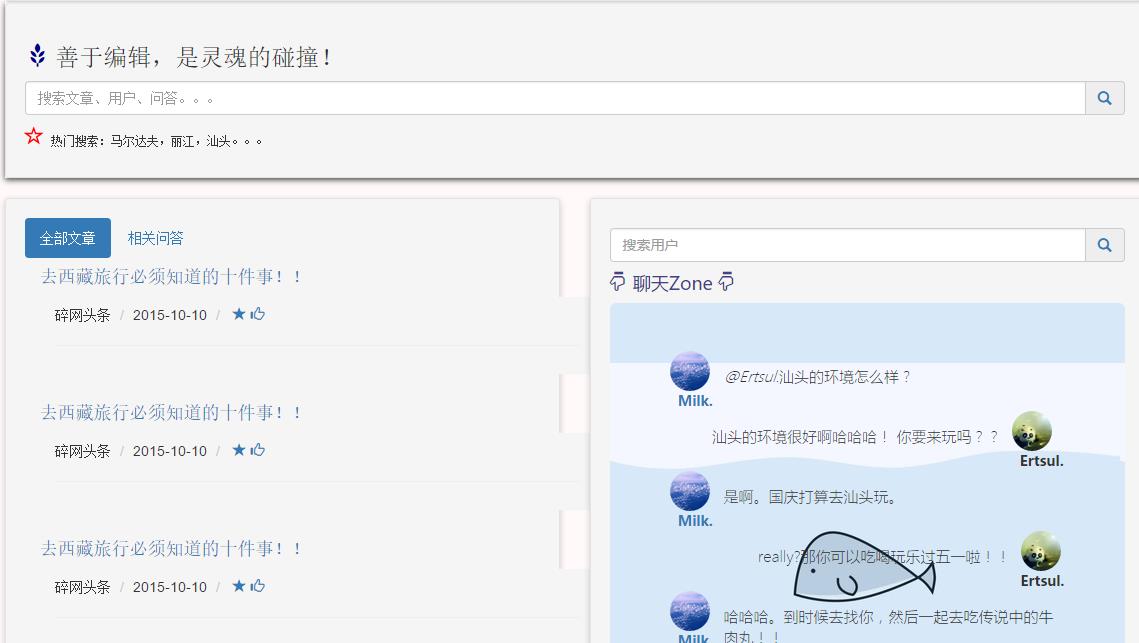 善于编辑，是灵魂的碰撞！
搜索文章、用户、问答。。。
热门搜索：马尔达夫，丽江，汕头。。。
全部文章 相关问答
去西藏旅行必须知道的十件事！！
碎网头条 / 2015-10-10 /
去西藏旅行必须知道的十件事！！
碎网头条 / 2015-10-10 /
去西藏旅行必须知道的十件事！！
碎网头条 / 2015-10-10 /
搜索用户
聊天Zone
@Ertsul.汕头的环境怎么样？
Milk.
汕头的环境很好啊哈哈哈！ 你要来玩吗？？
Ertsul.
是啊。国庆打算去汕头玩。
Milk.
really?那你可以吃喝玩乐过五一啦！！
Ertsul.
哈哈哈。到时候去找你，然后一起去吃传说中的牛
肉丸！！
Milk.